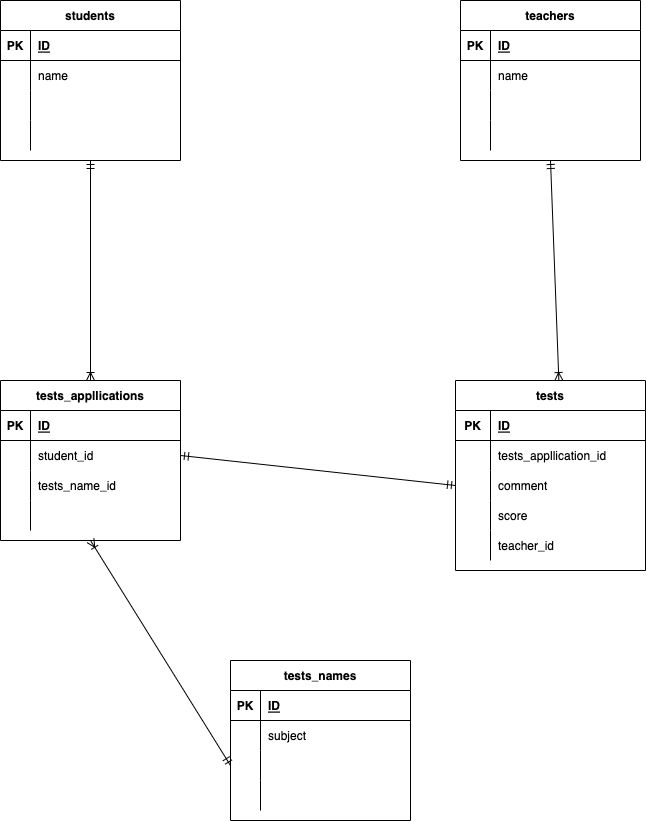 students
PK ID
name
teachers
PK ID
name
tests_appllications
PK ID
student_id
tests_name_id
tests
PK ID
tests_appllication_id
comment
score
teacher_id
tests_names
PK ID
subject